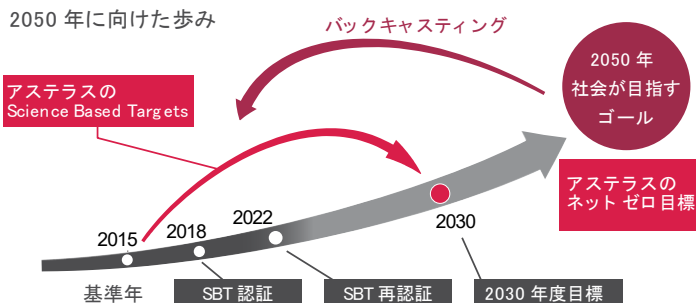 2050 年に向けた歩み
バックキャスティング
2050 年
社会が目指す
ゴール
アステラスの
Science Based Targets
アステラスの
ネット ゼロ目標
2015
2018
2022
2030
基準年
SBT 認証
SBT 再認証
2030 年度目標